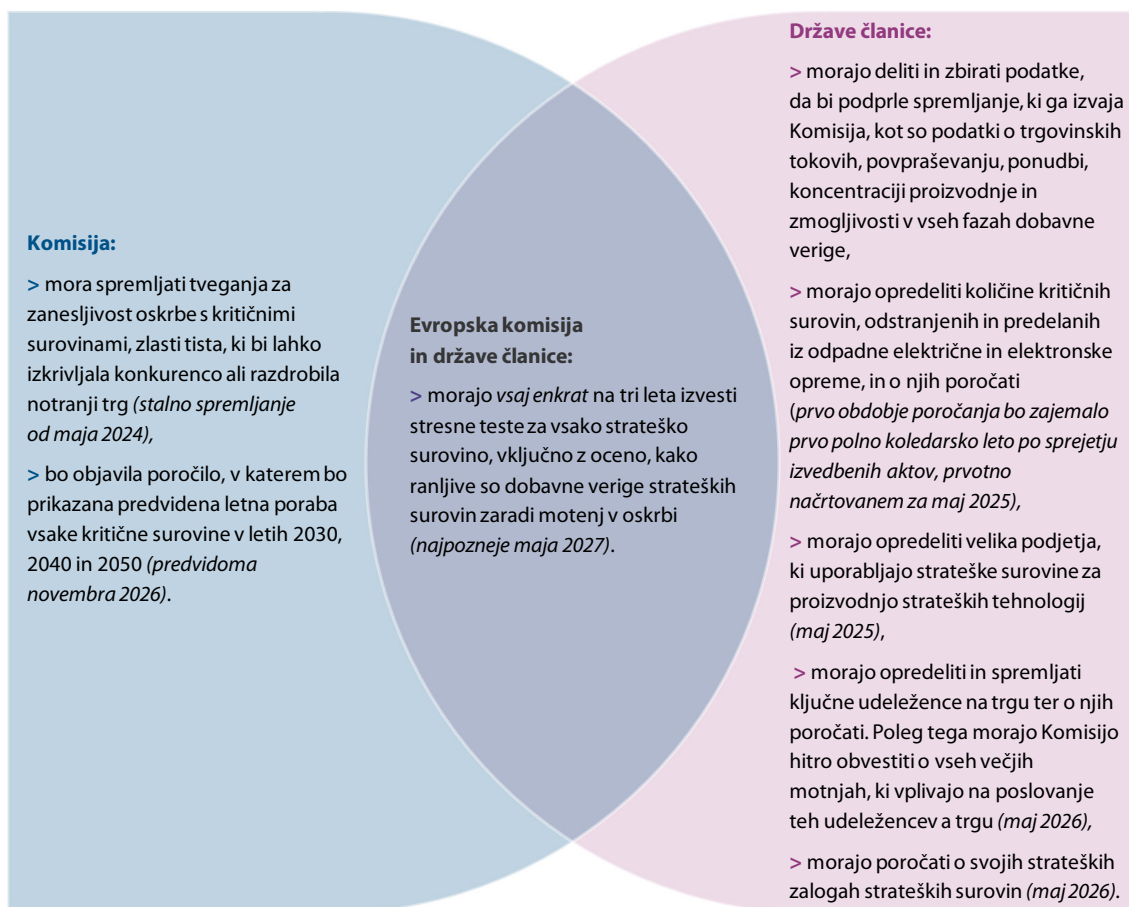 Komisija:
> mora spremljati tveganja za
zanesljivost oskrbe s kritičnimi
surovinami, zlasti tista, ki bi lahko
izkrivljala konkurenco ali razdrobila
notranji trg (stalno spremljanje
od maja 2024),
> bo objavila poročilo, v katerem bo
prikazana predvidena letna poraba
vsake kritične surovine v letih 2030,
2040 in 2050 (predvidoma
novembra 2026).
Evropska komisija
in države članice:
> morajo vsaj enkrat na tri leta izvesti
stresne teste za vsako strateško
surovino, vključno z oceno, kako
ranljive so dobavne verige strateških
surovin zaradi motenj v oskrbi
(najpozneje maja 2027).
Države članice:
> morajo deliti in zbirati podatke,
da bi podprle spremljanje, ki ga izvaja
Komisija, kot so podatki o trgovinskih
tokovih, povpraševanju, ponudbi,
koncentraciji proizvodnje in
zmogljivosti v vseh fazah dobavne
verige,
> morajo opredeliti količine kritičnih
surovin, odstranjenih in predelanih
iz odpadne električne in elektronske
opreme, in o njih poročati
(prvo obdobje poročanja bo zajemalo
prvo polno koledarsko leto po sprejetju
izvedbenih aktov, prvotno
načrtovanem za maj 2025),
> morajo opredeliti velika podjetja,
ki uporabljajo strateške surovine za
proizvodnjo strateških tehnologij
(maj 2025),
> morajo opredeliti in spremljati
ključne udeležence na trgu ter o njih
poročati. Poleg tega morajo Komisijo
hitro obvestiti o vseh večjih
motnjah, ki vplivajo na poslovanje
teh udeležencev a trgu (maj 2026),
> morajo poročati o svojih strateških
zalogah strateških surovin (maj 2026).